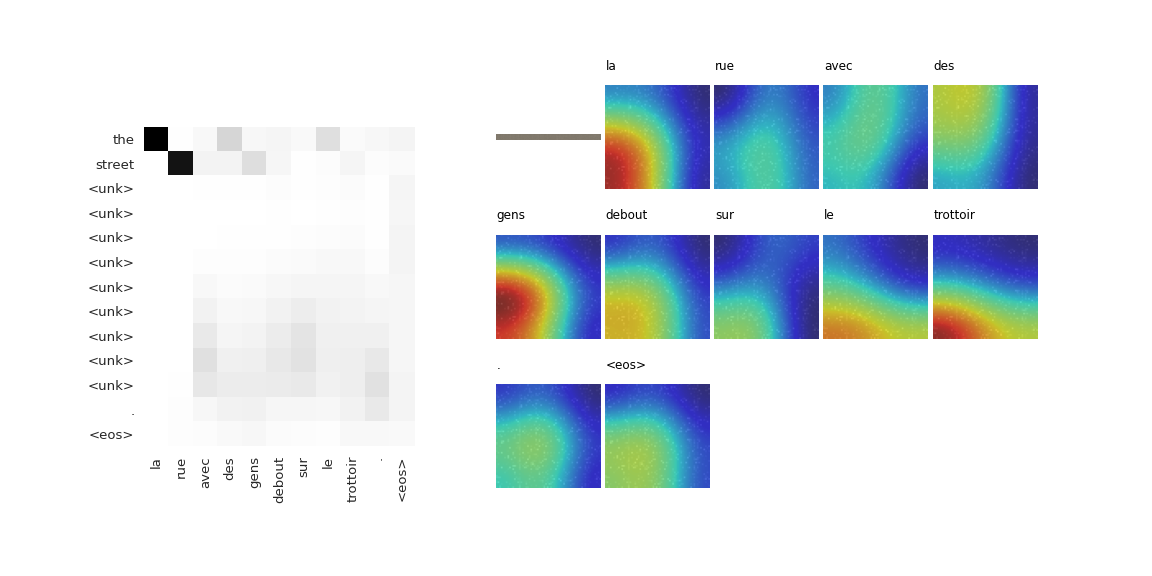 the
street
<unk>
<unk>
<unk>
<unk>
<unk>
<unk>
<unk>
<unk>
<unk>
.
<eos>
la rue avec des gens debout sur le trottoir . <eos>
la rue avec des
gens debout sur le trottoir
. <eos>